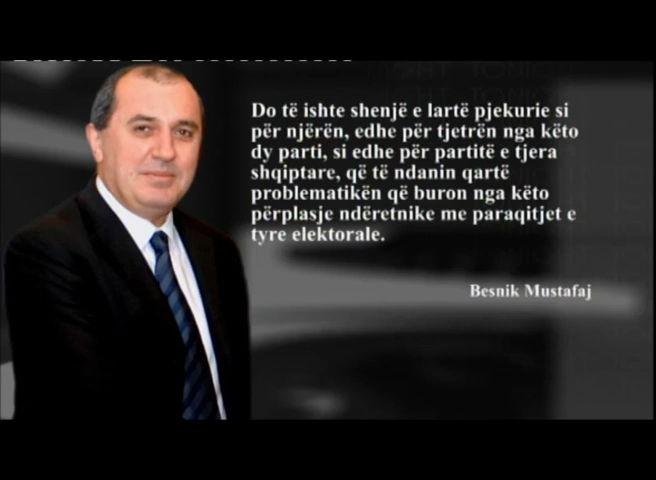 Do të ishte shenjë e lartë pjekurie si
për njërën, edhe për tjetrën nga këto
dy parti, si edhe për partitë e tjera
shqiptare, që të ndanin qartë
problematikën që buron nga këto
përplasje ndëretnike me paraqitjet e
tyre elektorale.
Besnik Mustafaj